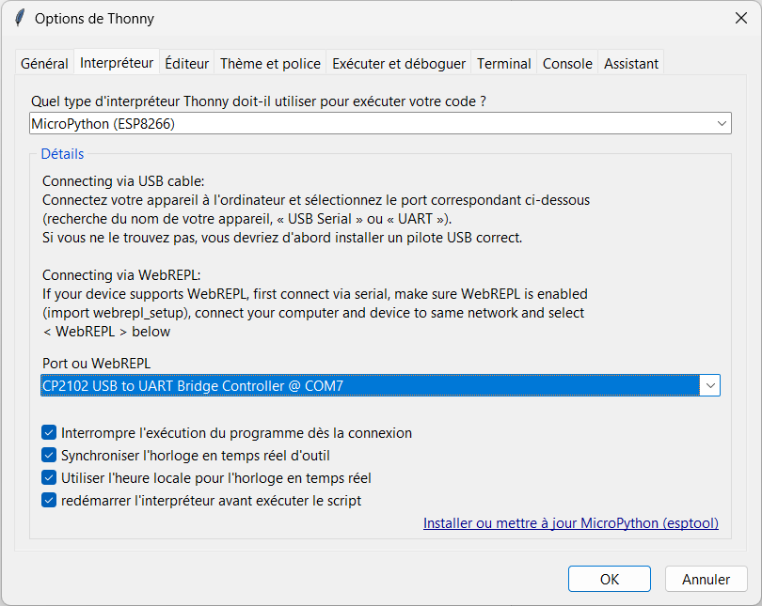 Options de Thonny
Général Interpréteur Éditeur Thème et police Exécuter et déboguer Terminal Console Assistant
Quel type d'interpréteur Thonny doit-il utiliser pour exécuter votre code ?
MicroPython (ESP8266)
Détails
Connecting via USB cable:
Connectez votre appareil à l'ordinateur et sélectionnez le port correspondant ci-dessous
(recherche du nom de votre appareil, « USB Serial » ou « UART »).
Si vous ne le trouvez pas, vous devriez d'abord installer un pilote USB correct.
Connecting via WebREPL:
If your device supports WebREPL, first connect via serial, make sure WebREPL is enabled
(import webrepl_setup), connect your computer and device to same network and select
< WebREPL > below
Port ou WebREPL
CP2102 USB to UART Bridge Controller @ COM7
Interrompre l'exécution du programme dès la connexion
Synchroniser l'horloge en temps réel d'outil
Utiliser l'heure locale pour l'horloge en temps réel
redémarrer l'interpréteur avant exécuter le script
Installer ou mettre à jour MicroPython (esptool)
OK Annuler